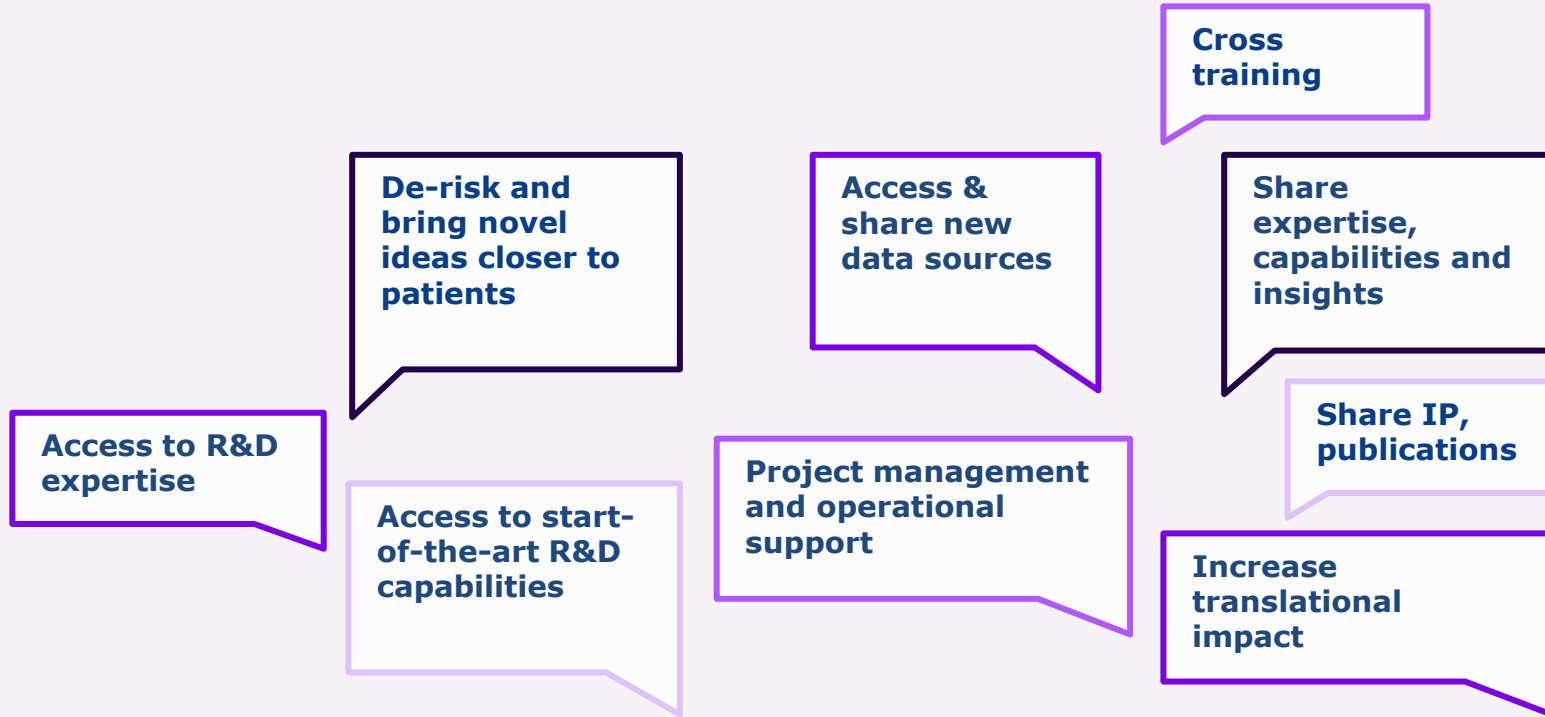 Cross
training
De-risk and
bring novel
ideas closer to
patients
Access &
share new
data sources
Share
expertise,
capabilities and
insights
Access to R&D
expertise
Share IP,
publications
Project management
and operational
support
Access to start-
of-the-art R&D
capabilities
Increase
translational
impact